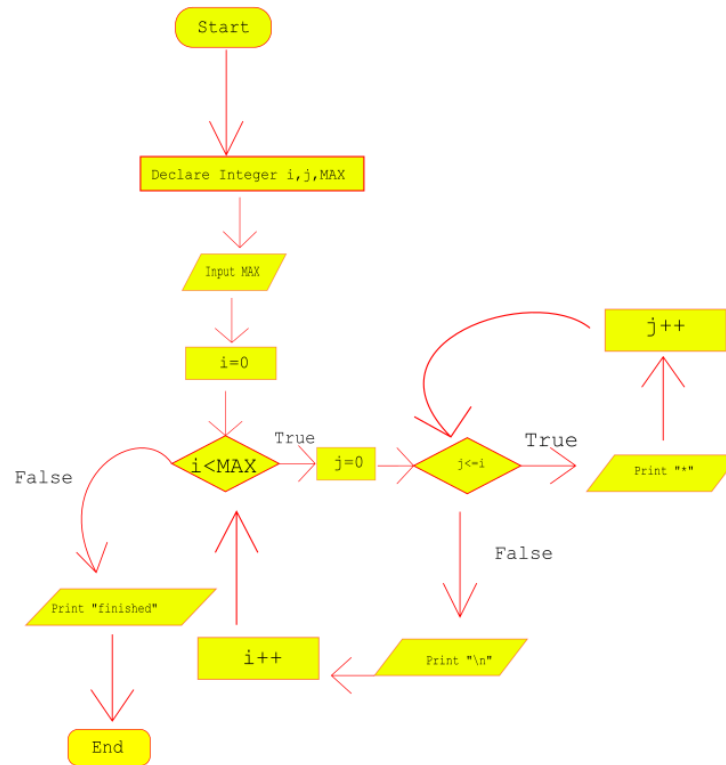 Start
Declare Integer i,j,MAX
Input MAX
i=0
i<MAX
True
j=0
j<=i
True
Print "*"
j++
False
Print "\n"
i++
False
Print "finished"
End